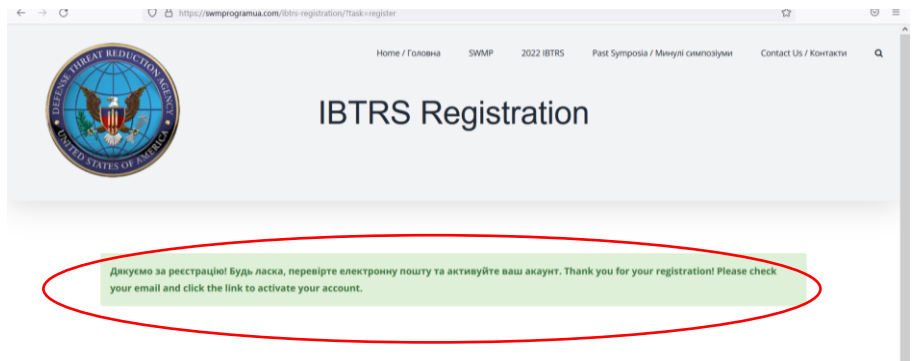 https://swmprogramua.com/ibtrs-registration/?task=register
DEFENSE THREAT REDUCTION AGENCY
UNITED STATES OF AMERICA
Home / Головна SWMP 2022 IBTRS Past Symposia / Минулі симпозіуми Contact Us / Контакти
IBTRS Registration
Дякуємо за реєстрацію! Будь ласка, перевірте електронну пошту та активуйте ваш акаунт. Thank you for your registration! Please check
your email and click the link to activate your account.